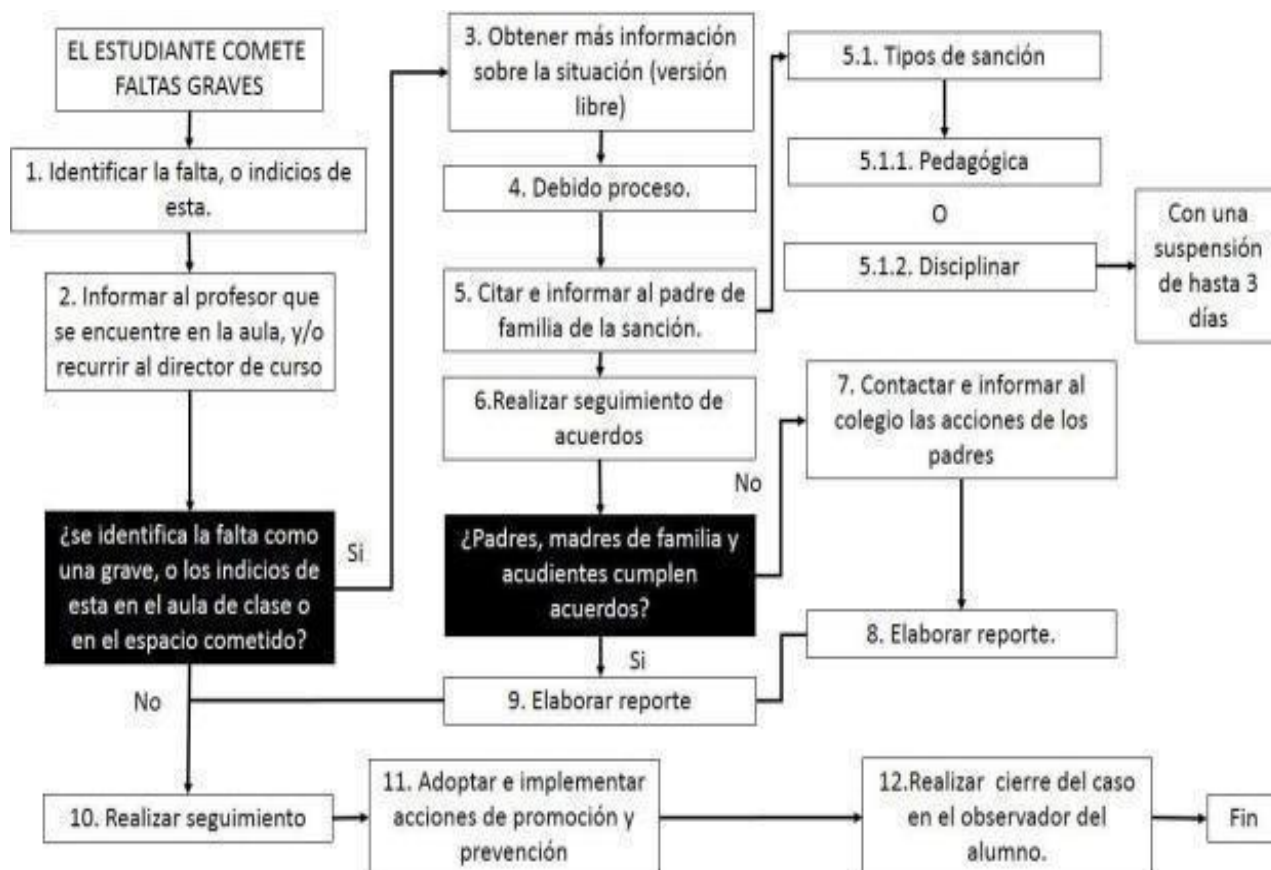 EL ESTUDIANTE COMETE
FALTAS GRAVES
1. Identificar la falta, o indicios de
esta.
2. Informar al profesor que
se encuentre en la aula, y/o
recurrir al director de curso
¿se identifica la falta como
una grave, o los indicios de
esta en el aula de clase o
en el espacio cometido?
Si
No
3. Obtener más información
sobre la situación (versión
libre)
4. Debido proceso.
5. Citar e informar al padre de
familia de la sanción.
5.1. Tipos de sanción
5.1.1. Pedagógica
O
5.1.2. Disciplinar
Con una
suspensión
de hasta 3
días
6.Realizar seguimiento de
acuerdos
¿Padres, madres de familia y
acudientes cumplen
acuerdos?
No
Si
7. Contactar e informar al
colegio las acciones de los
padres
8. Elaborar reporte.
9. Elaborar reporte
10. Realizar seguimiento
11. Adoptar e implementar
acciones de promoción y
prevención
12.Realizar cierre del caso
en el observador del
alumno.
Fin